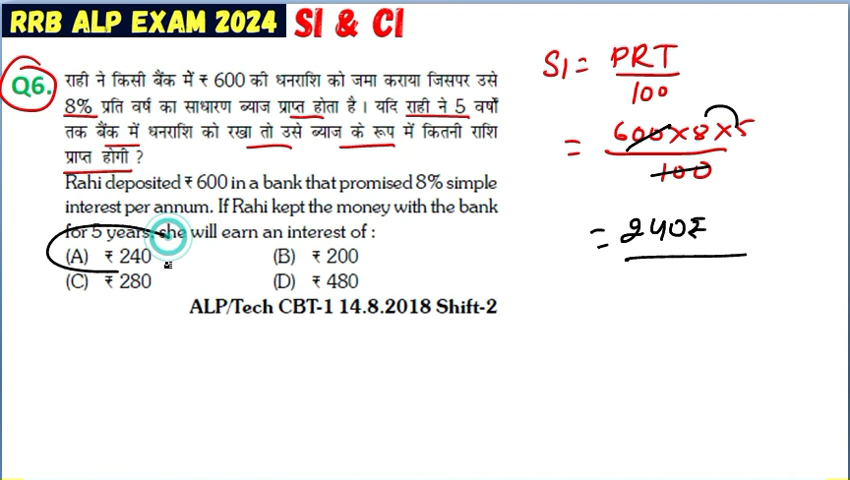 RRB ALP EXAM 2024 SI & CI
Q6. राही ने किसी बैंक में ₹ 600 की धनराशि को जमा कराया जिसपर उसे
8% प्रति वर्ष का साधारण ब्याज प्राप्त होता है। यदि राही ने 5 वर्षों
तक बैंक में धनराशि को रखा तो उसे ब्याज के रूप में कितनी राशि
प्राप्त होगी ?
Rahi deposited ₹ 600 in a bank that promised 8% simple
interest per annum. If Rahi kept the money with the bank
for 5 years, she will earn an interest of :
(A) ₹ 240 (B) ₹ 200
(C) ₹ 280 (D) ₹ 480
ALP/Tech CBT-1 14.8.2018 Shift-2
SI = PRT
100
= 600 × 8 × 5
100
= 240₹